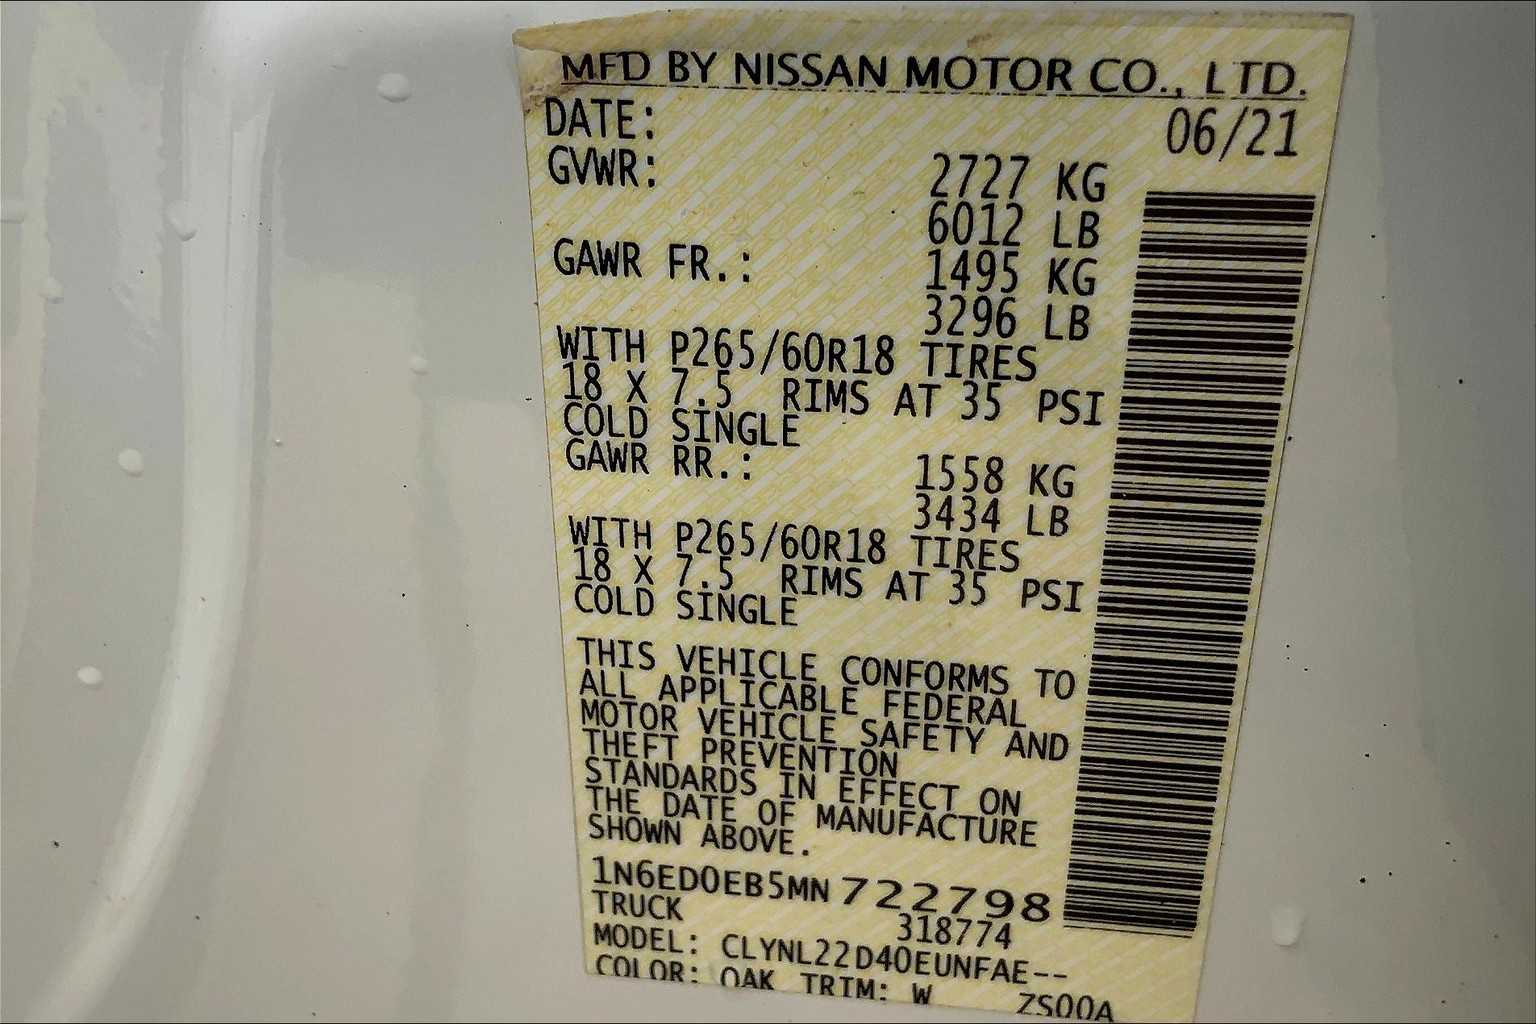 MFD BY NISSAN MOTOR CO., LTD.
DATE: 06/21
GVWR: 2727 KG
6012 LB
GAWR FR.: 1495 KG
3296 LB
WITH P265/60R18 TIRES
18 X 7.5 RIMS AT 35 PSI
COLD SINGLE
GAWR RR.: 1558 KG
3434 LB
WITH P265/60R18 TIRES
18 X 7.5 RIMS AT 35 PSI
COLD SINGLE
THIS VEHICLE CONFORMS TO
ALL APPLICABLE FEDERAL
MOTOR VEHICLE SAFETY AND
THEFT PREVENTION
STANDARDS IN EFFECT ON
THE DATE OF MANUFACTURE
SHOWN ABOVE.
1N6ED0EB5MN722798
TRUCK 318774
MODEL: CLYNL22D40EUNFAE--
COLOR: QAK TRIM: W ZS00A